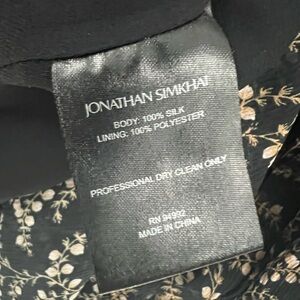 JONATHAN SIMKHAI
BODY: 100% SILK
LINING: 100% POLYESTER
PROFESSIONAL DRY CLEAN ONLY
RN 94992
MADE IN CHINA